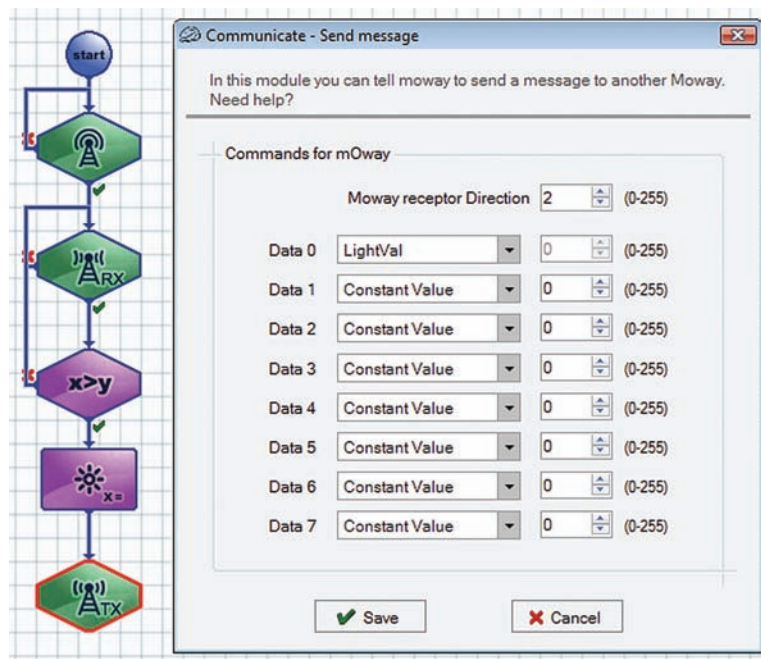 start
RX
x>y
x=
TX
Communicate - Send message
In this module you can tell moway to send a message to another Moway.
Need help?
Commands for mOway
Moway receptor Direction 2 (0-255)
Data 0 LightVal 0 (0-255)
Data 1 Constant Value 0 (0-255)
Data 2 Constant Value 0 (0-255)
Data 3 Constant Value 0 (0-255)
Data 4 Constant Value 0 (0-255)
Data 5 Constant Value 0 (0-255)
Data 6 Constant Value 0 (0-255)
Data 7 Constant Value 0 (0-255)
Save Cancel